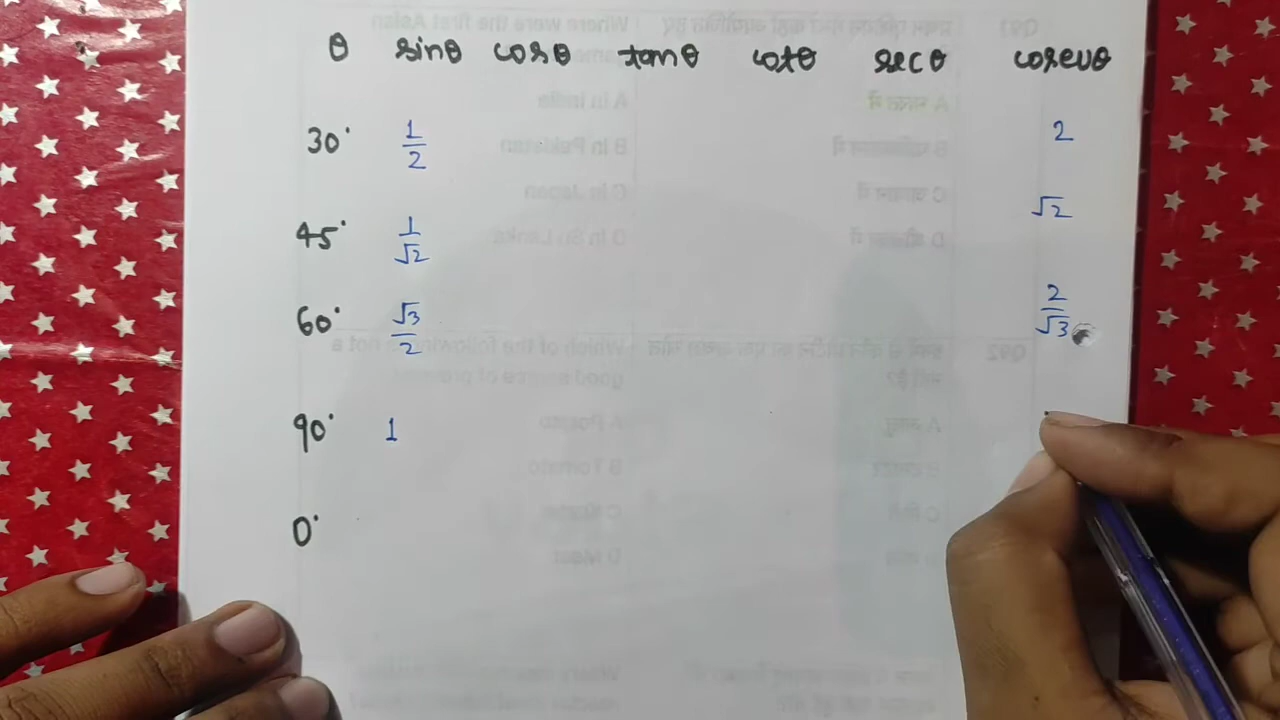 θ sinθ cosθ tanθ cotθ secθ cosecθ
30° 1/2 2
45° 1/√2 √2
60° √3/2 2/√3
90° 1
0°